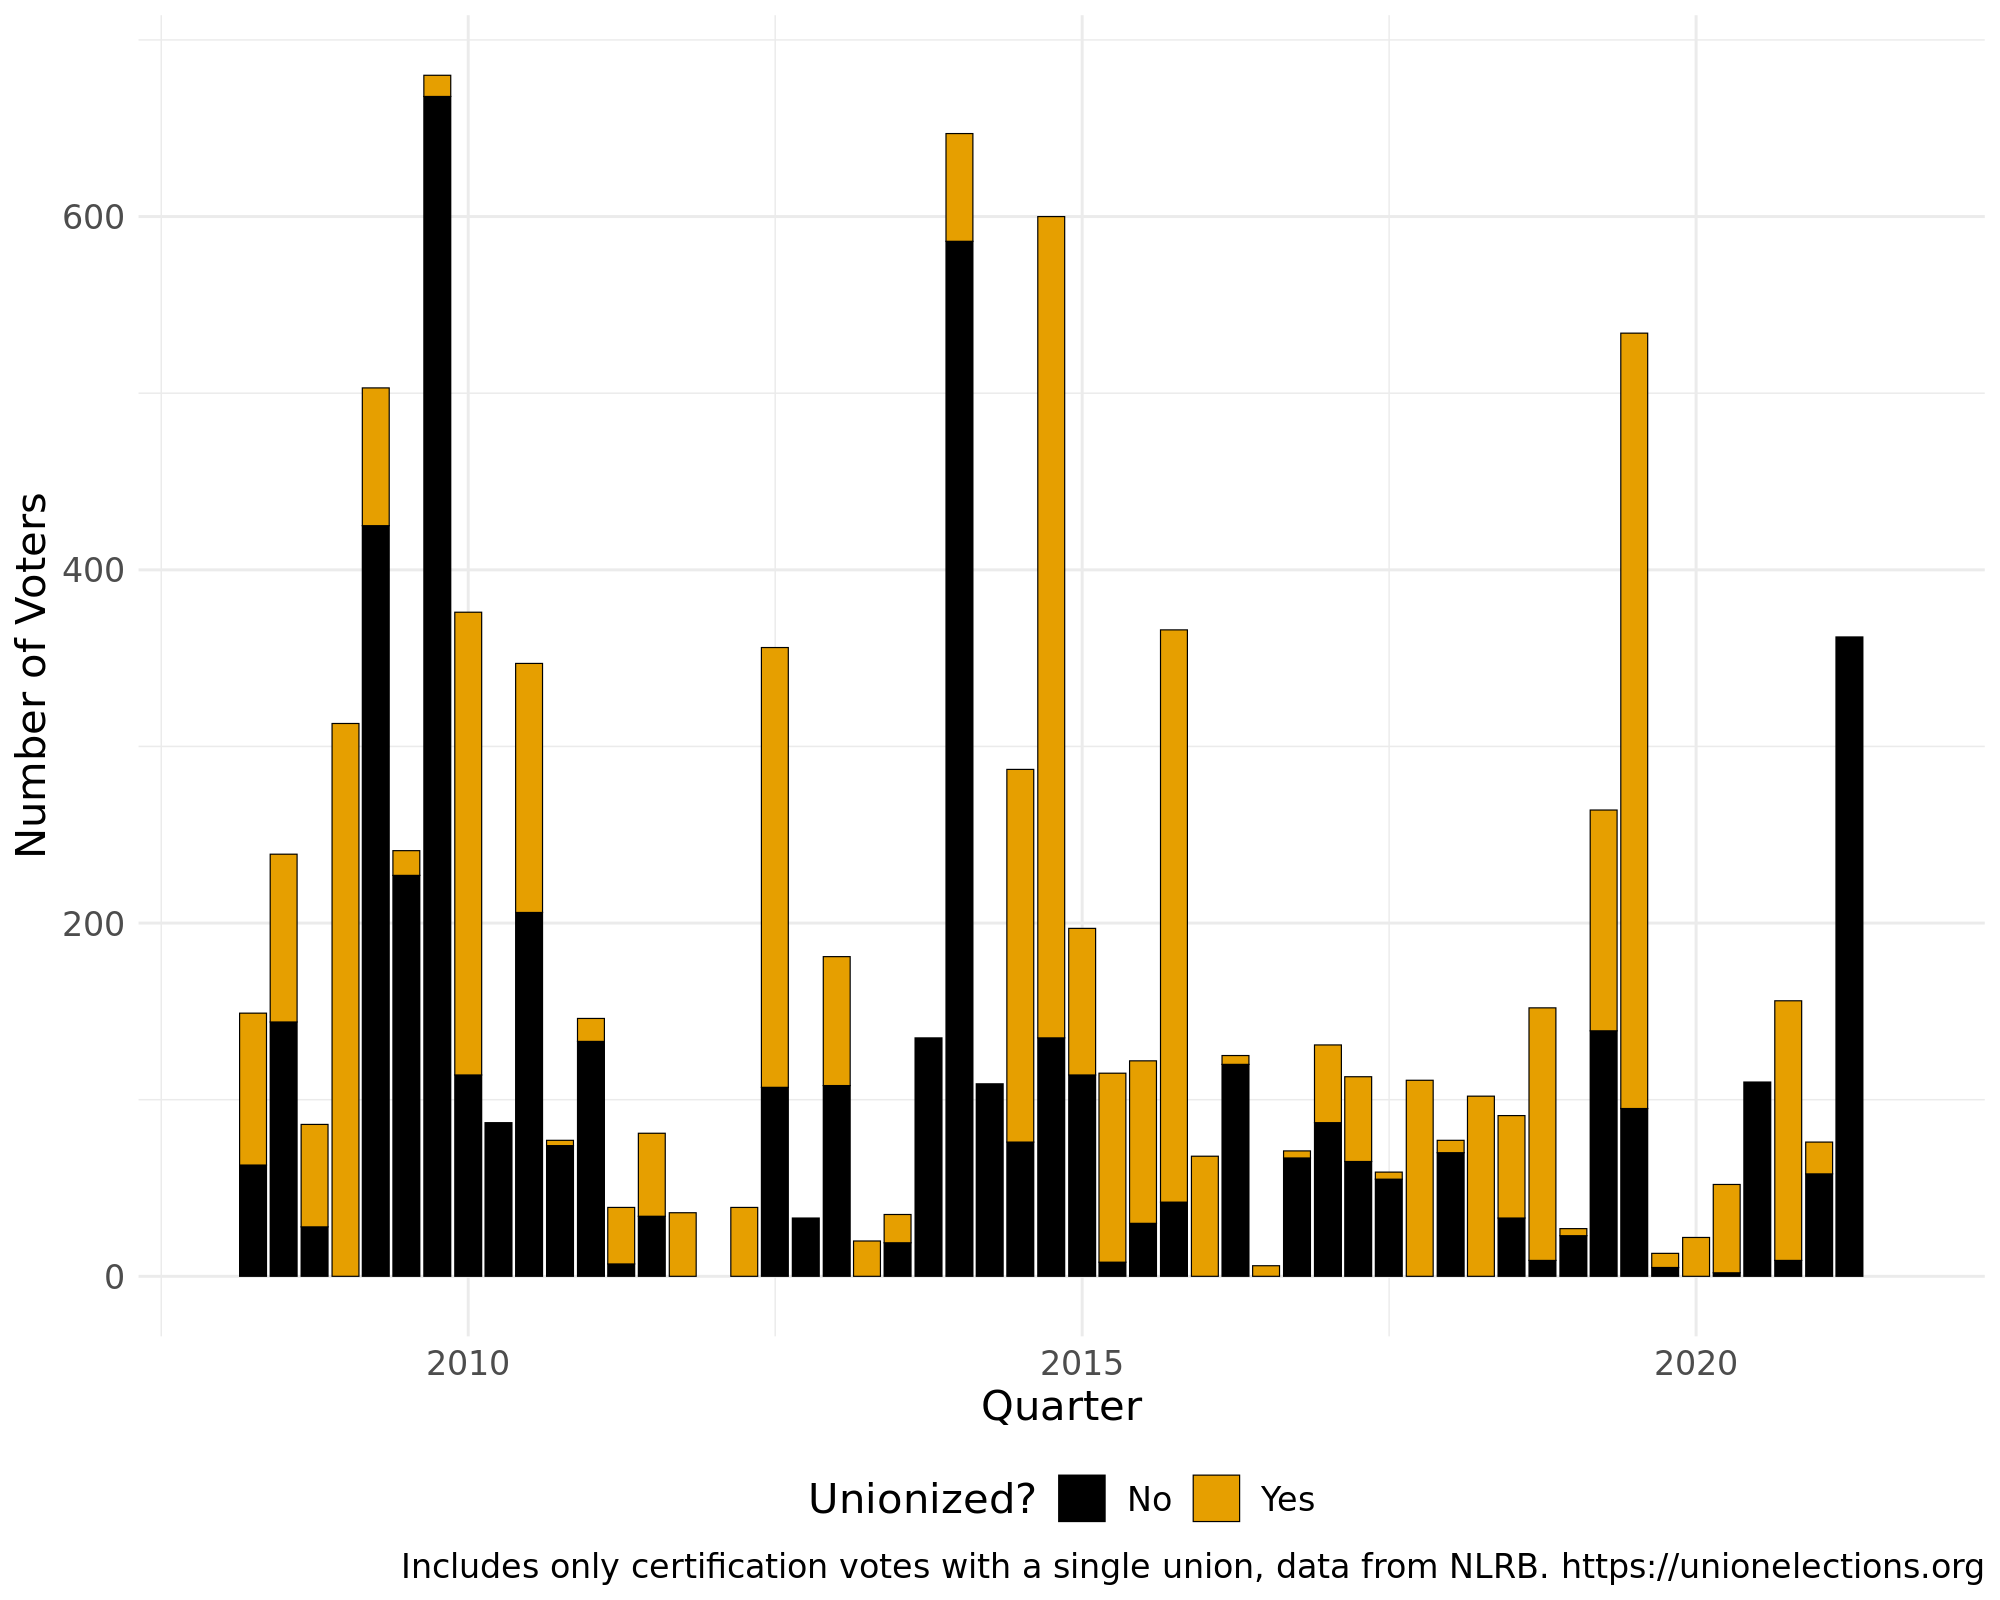 Number of Voters
600
400
200
0
2010 2015 2020
Quarter
Unionized? No Yes
Includes only certification votes with a single union, data from NLRB. https://unionelections.org